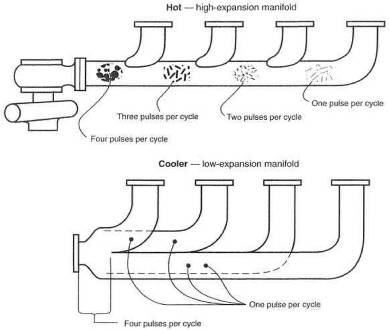 Hot — high-expansion manifold
One pulse per cycle
Three pulses per cycle
Two pulses per cycle
Four pulses per cycle
Cooler — low-expansion manifold
One pulse per cycle
Four pulses per cycle